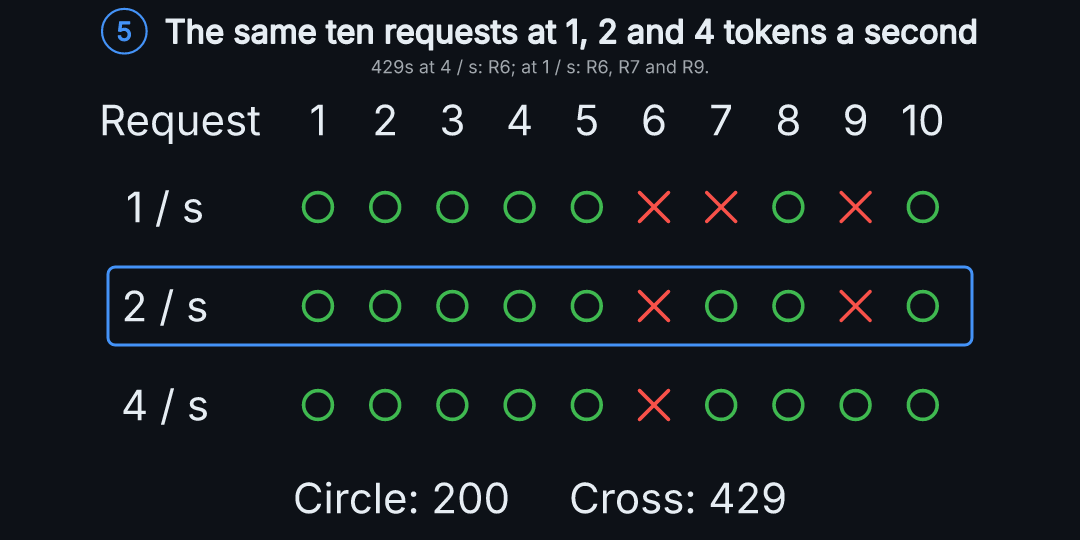 5 The same ten requests at 1, 2 and 4 tokens a second
429s at 4 / s: R6; at 1 / s: R6, R7 and R9.
Request 1 2 3 4 5 6 7 8 9 10
1 / s
2 / s
4 / s
Circle: 200 Cross: 429